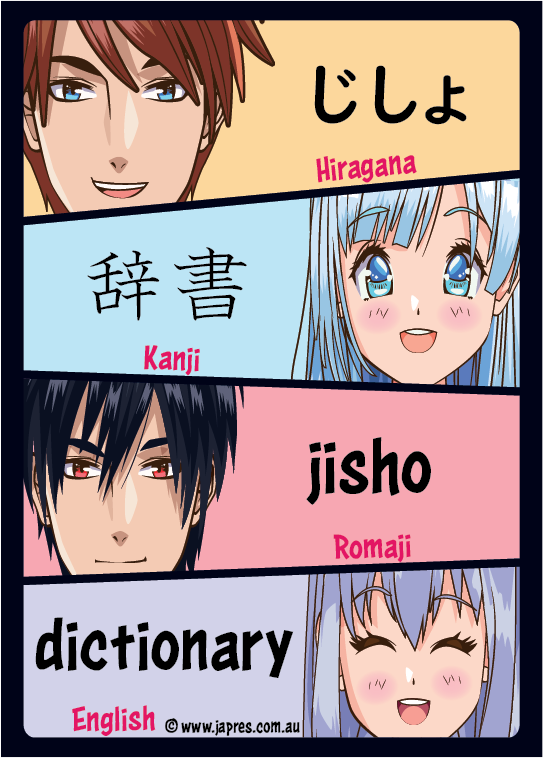 じしょ
Hiragana
辞書
Kanji
jisho
Romaji
dictionary
English © www.japres.com.au